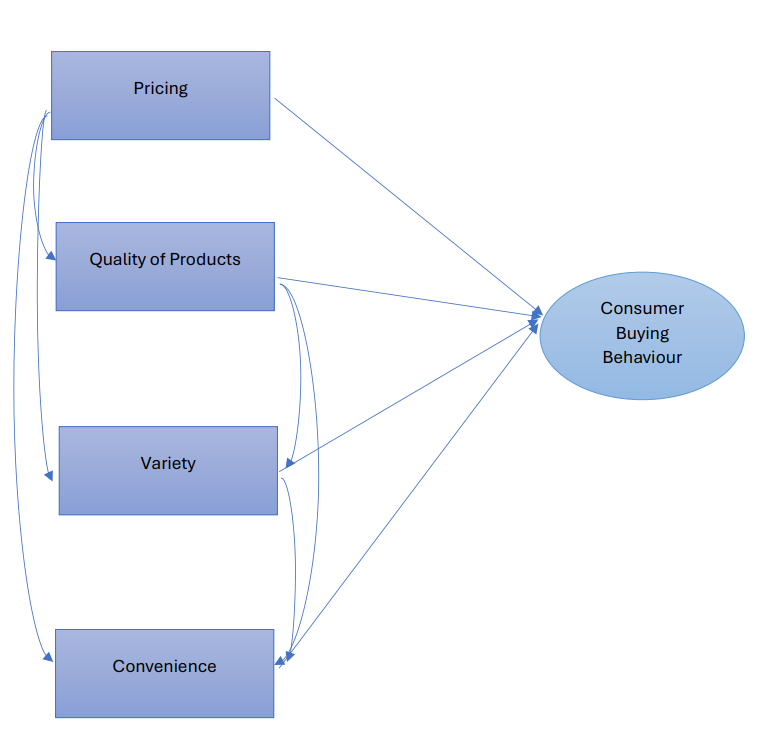 Pricing
Quality of Products
Consumer
Buying
Behaviour
Variety
Convenience